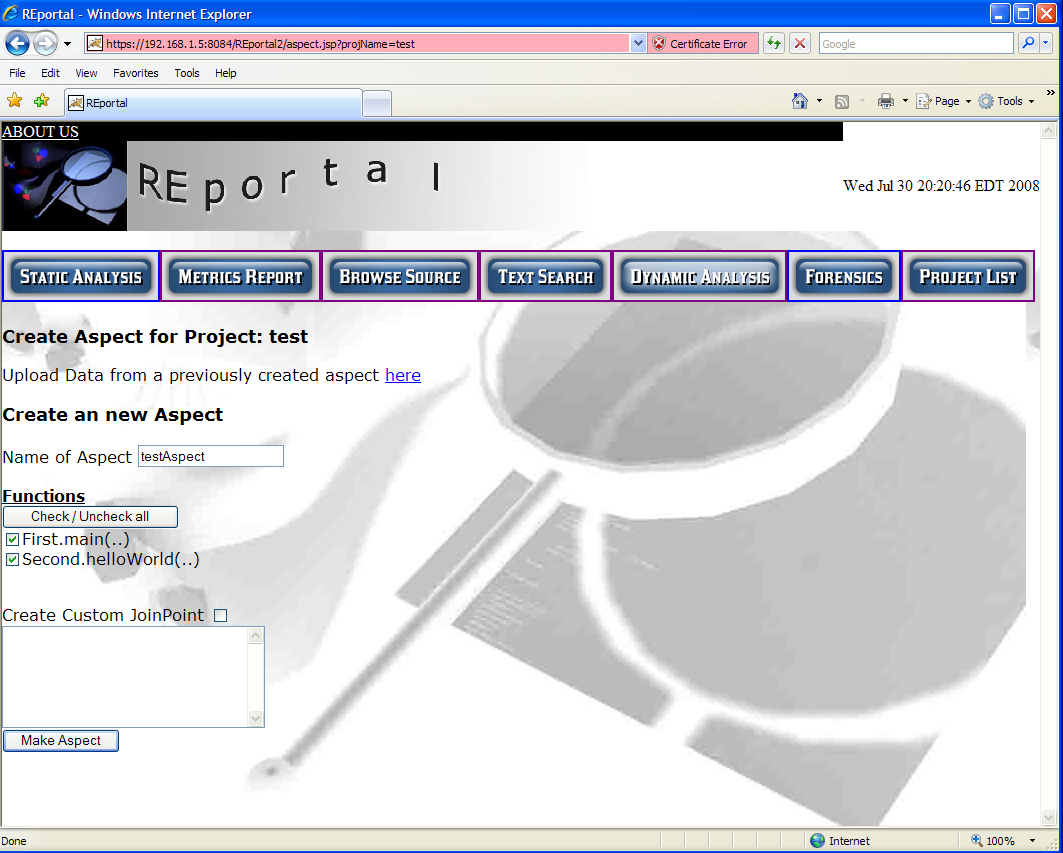 REportal - Windows Internet Explorer
https://192.168.1.5:8084/REportal2/aspect.jsp?projName=test
Certificate Error
Google
File Edit View Favorites Tools Help
REportal
Page Tools
ABOUT US
REportal
Wed Jul 30 20:20:46 EDT 2008
STATIC ANALYSIS METRICS REPORT BROWSE SOURCE TEXT SEARCH DYNAMIC ANALYSIS FORENSICS PROJECT LIST
Create Aspect for Project: test
Upload Data from a previously created aspect here
Create an new Aspect
Name of Aspect testAspect
Functions
Check / Uncheck all
First.main(..)
Second.helloWorld(..)
Create Custom JoinPoint
Make Aspect
Done Internet 100%